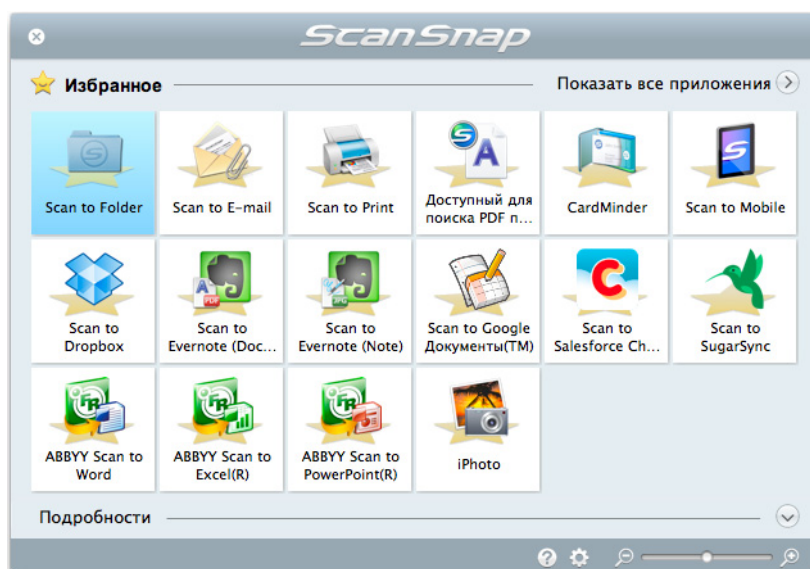 ScanSnap
Избранное
Показать все приложения
Scan to Folder
Scan to E-mail
Scan to Print
Доступный для
поиска PDF п...
CardMinder
Scan to Mobile
Scan to
Dropbox
Scan to
Evernote (Doc...
Scan to
Evernote (Note)
Scan to Google
Документы(TM)
Scan to
Salesforce Ch...
Scan to
SugarSync
ABBYY Scan to
Word
ABBYY Scan to
Excel(R)
ABBYY Scan to
PowerPoint(R)
iPhoto
Подробности